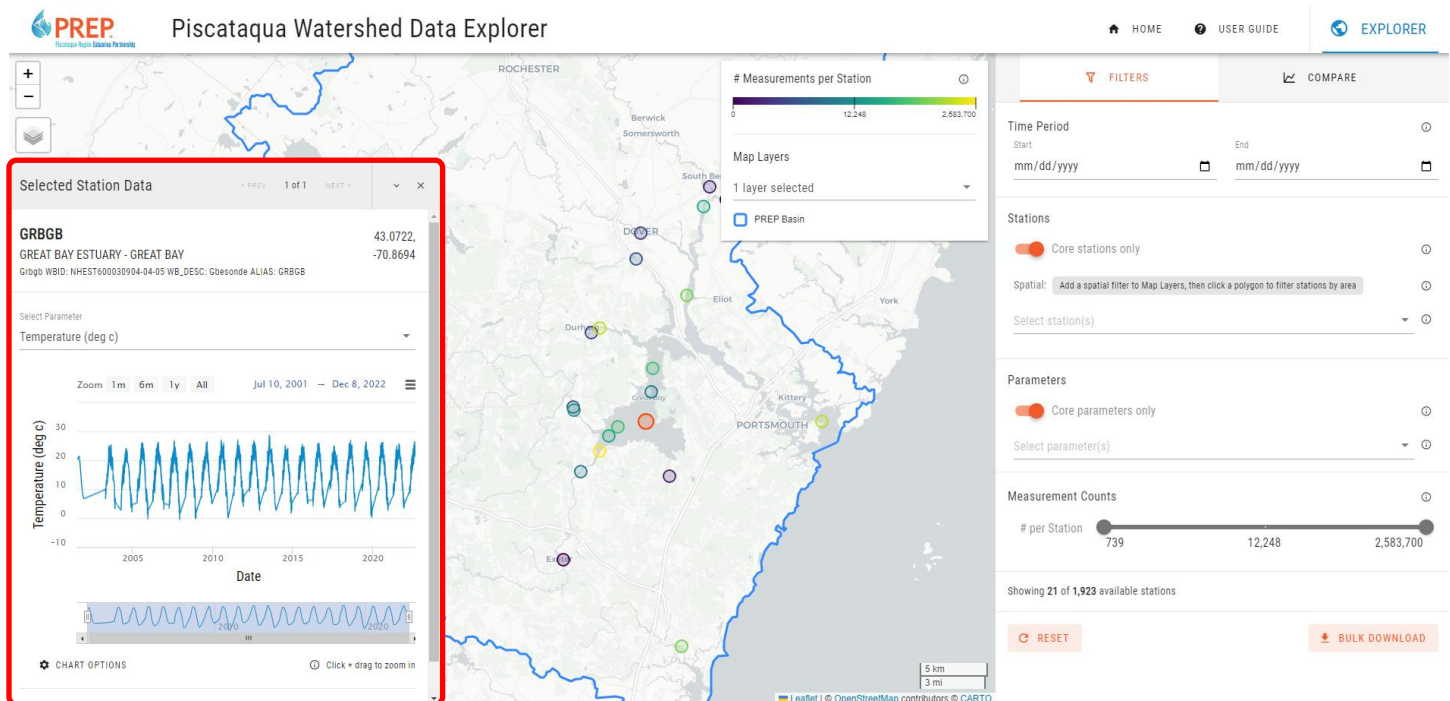 PREP
Piscataqua Region Estuaries Partnership
Piscataqua Watershed Data Explorer
HOME
USER GUIDE
EXPLORER
+
−
ROCHESTER
Berwick
Somersworth
South Be
DOVER
Eliot
York
Durham
Great Bay
Kittery
PORTSMOUTH
Exeter
# Measurements per Station
0 12,248 2,583,700
Map Layers
1 layer selected
PREP Basin
Selected Station Data
< PREV 1 of 1 NEXT >
GRBGB
43.0722,
GREAT BAY ESTUARY - GREAT BAY
-70.8694
Grbgb WBID: NHEST600030904-04-05 WB_DESC: Gbesonde ALIAS: GRBGB
Select Parameter
Temperature (deg c)
Zoom 1m 6m 1y All Jul 10, 2001 → Dec 8, 2022
Temperature (deg c)
30
20
10
0
−10
2005 2010 2015 2020
Date
2010 2020
CHART OPTIONS
Click + drag to zoom in
5 km
3 mi
Leaflet | © OpenStreetMap contributors © CARTO
FILTERS
COMPARE
Time Period
Start End
mm/dd/yyyy mm/dd/yyyy
Stations
Core stations only
Spatial: Add a spatial filter to Map Layers, then click a polygon to filter stations by area
Select station(s)
Parameters
Core parameters only
Select parameter(s)
Measurement Counts
# per Station
739 12,248 2,583,700
Showing 21 of 1,923 available stations
RESET
BULK DOWNLOAD